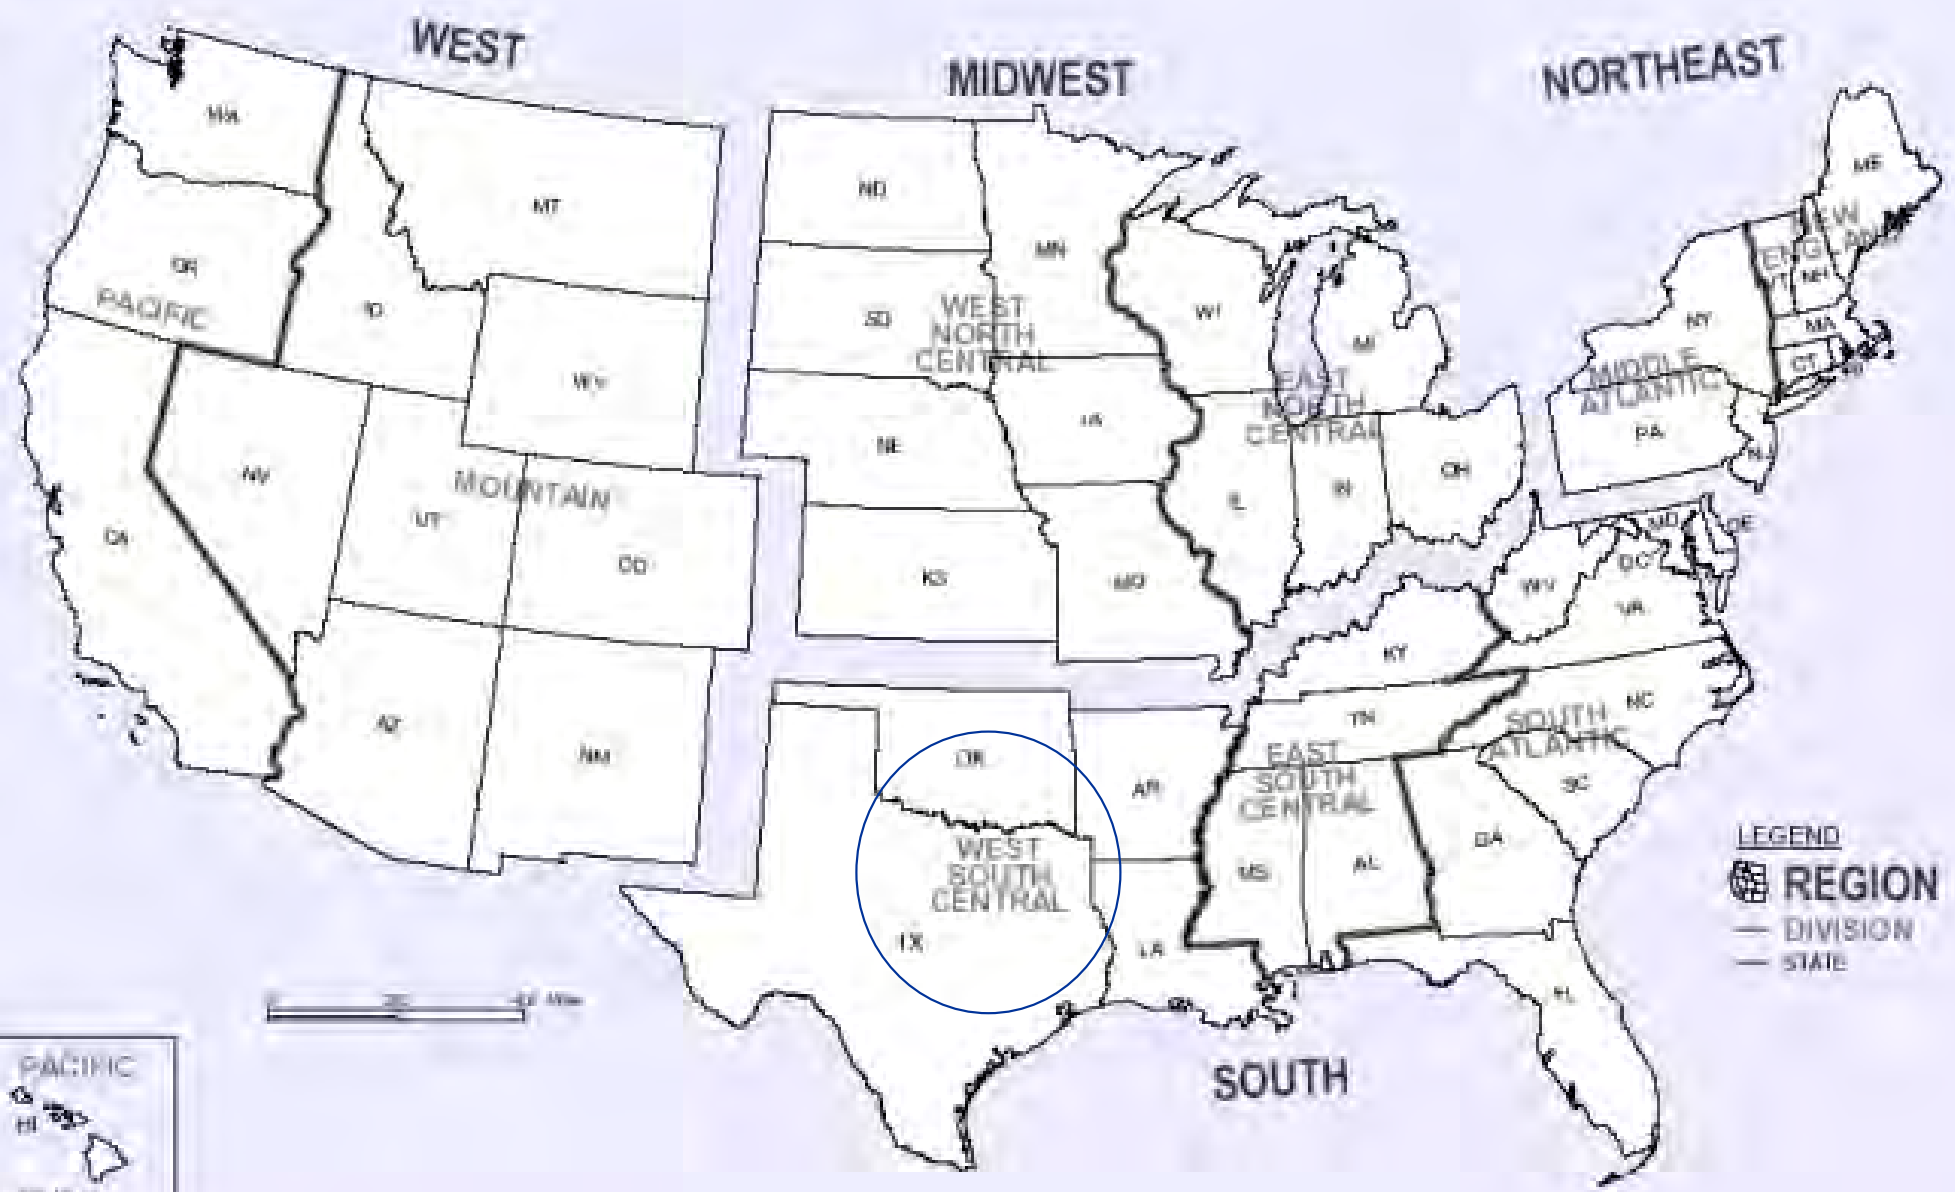 WEST
MIDWEST
NORTHEAST
WA
MT
ND
MN
ME
OR
PACIFIC
ID
SD
WEST
NORTH
CENTRAL
WI
MI
NEW
ENGLAND
NH
NY
MA
CT
WY
NE
IA
EAST
NORTH
CENTRAL
MIDDLE
ATLANTIC
PA
NV
MOUNTAIN
UT
CO
CA
KS
MO
IL
IN
OH
MD
DE
DC
WV
VA
KY
AZ
NM
OK
AR
TN
NC
SOUTH
ATLANTIC
SC
EAST
SOUTH
CENTRAL
WEST
SOUTH
CENTRAL
TX
LA
MS
AL
GA
FL
LEGEND
REGION
DIVISION
STATE
SOUTH
PACIFIC
HI